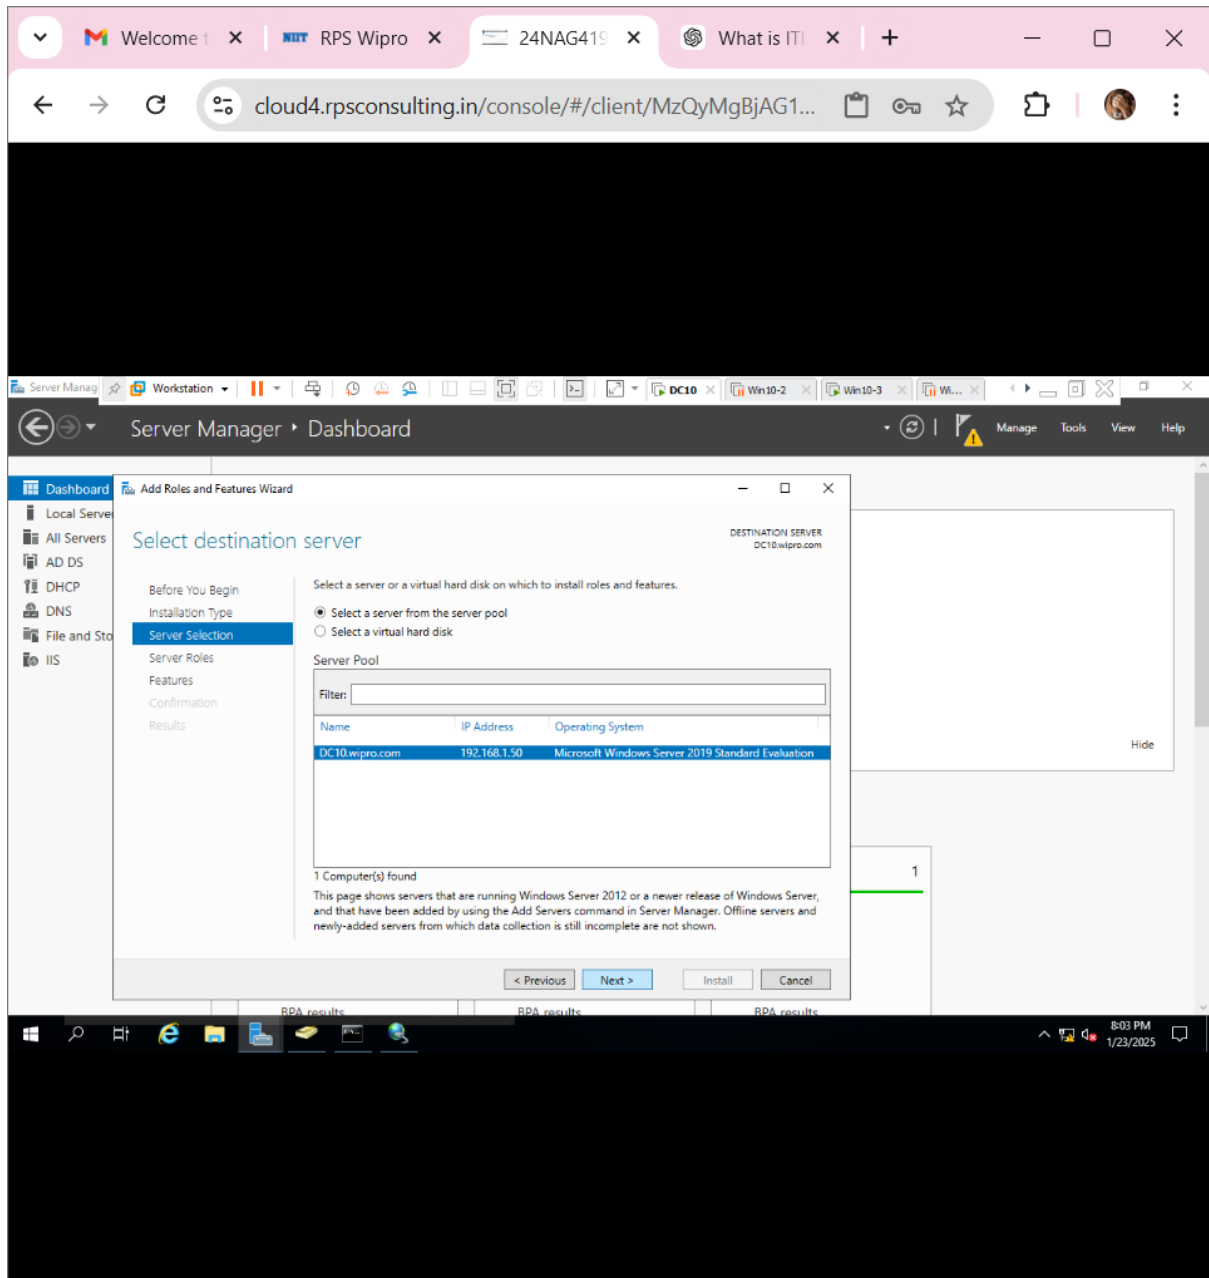 Welcome t
NIIT RPS Wipro
24NAG419
What is ITI
cloud4.rpsconsulting.in/console/#/client/MzQyMgBjAG1...
Server Manag
Workstation
DC10
Win10-2
Win10-3
Wi...
Server Manager • Dashboard
Manage Tools View Help
Dashboard
Local Server
All Servers
AD DS
DHCP
DNS
File and Sto
IIS
Add Roles and Features Wizard
Select destination server
DESTINATION SERVER
DC10.wipro.com
Before You Begin
Installation Type
Server Selection
Server Roles
Features
Confirmation
Results
Select a server or a virtual hard disk on which to install roles and features.
Select a server from the server pool
Select a virtual hard disk
Server Pool
Filter:
Name IP Address Operating System
DC10.wipro.com 192.168.1.50 Microsoft Windows Server 2019 Standard Evaluation
1 Computer(s) found
This page shows servers that are running Windows Server 2012 or a newer release of Windows Server,
and that have been added by using the Add Servers command in Server Manager. Offline servers and
newly-added servers from which data collection is still incomplete are not shown.
< Previous Next > Install Cancel
Hide
1
BPA results BPA results BPA results
8:03 PM
1/23/2025